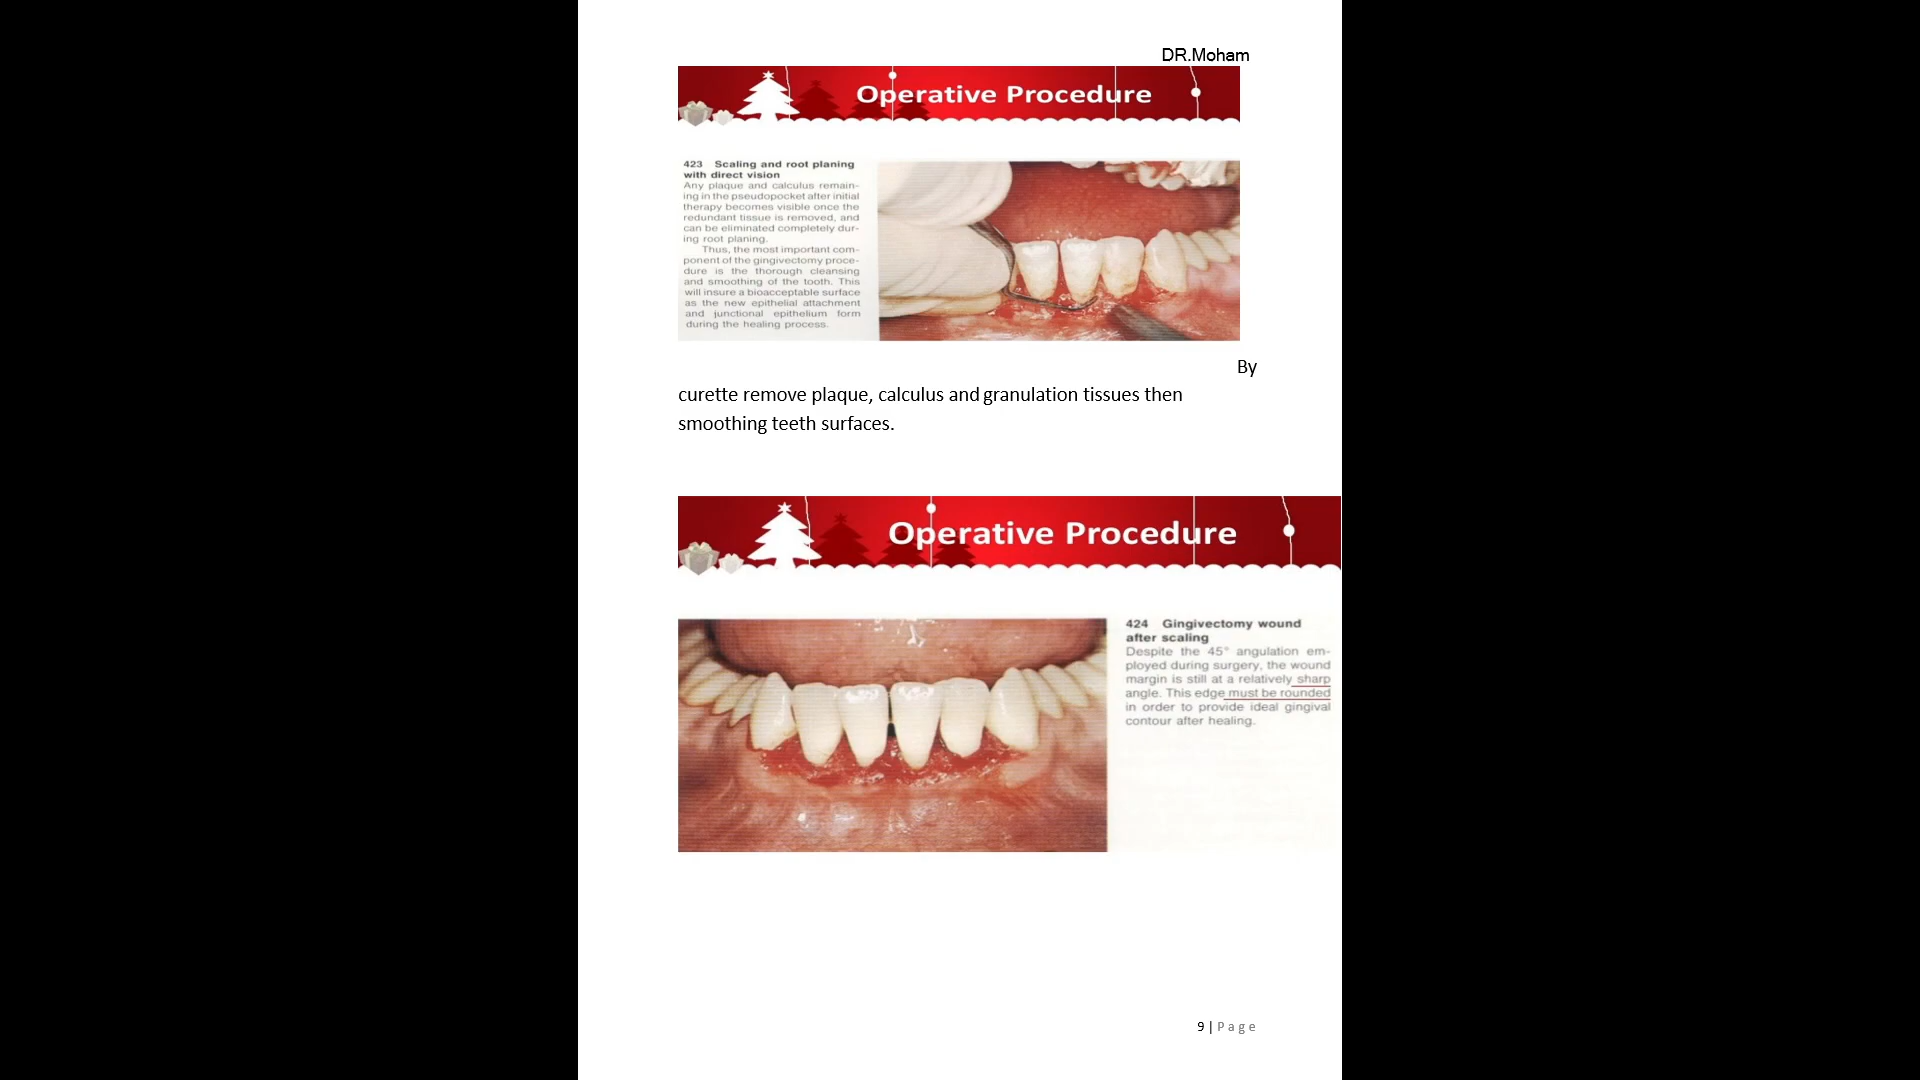 DR.Moham
Operative Procedure
423 Scaling and root planing
with direct vision
Any plaque and calculus remain-
ing in the pseudopocket after initial
therapy becomes visible once the
redundant tissue is removed, and
can be eliminated completely dur-
ing root planing.
Thus, the most important com-
ponent of the gingivectomy proce-
dure is the thorough cleansing
and smoothing of the tooth. This
will insure a bioacceptable surface
as the new epithelial attachment
and junctional epithelium form
during the healing process.
By
curette remove plaque, calculus and granulation tissues then
smoothing teeth surfaces.
Operative Procedure
424 Gingivectomy wound
after scaling
Despite the 45° angulation em-
ployed during surgery, the wound
margin is still at a relatively sharp
angle. This edge must be rounded
in order to provide ideal gingival
contour after healing.
9 | Page